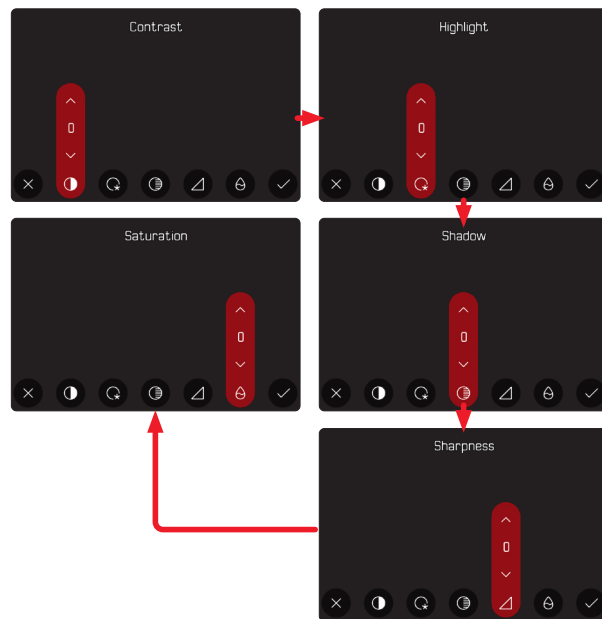 Contrast
0
Highlight
0
Shadow
0
Sharpness
0
Saturation
0